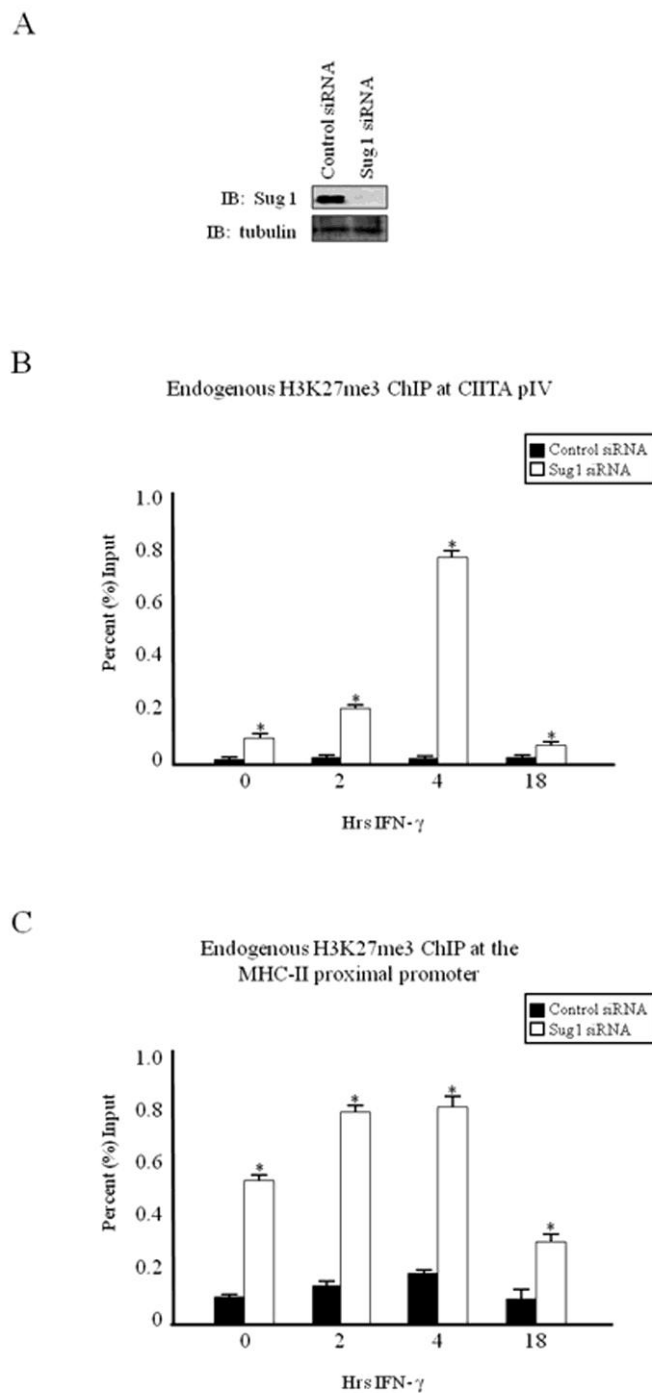 A
Control siRNA
Sug1 siRNA
IB: Sug1
IB: tubulin
B
Endogenous H3K27me3 ChIP at CIITA pIV
Control siRNA
Sug1 siRNA
Percent (%) Input
1.0
0.8
0.6
0.4
0.2
0
* * * *
0 2 4 18
Hrs IFN-γ
C
Endogenous H3K27me3 ChIP at the
MHC-II proximal promoter
Control siRNA
Sug1 siRNA
Percent (%) Input
1.0
0.8
0.6
0.4
0.2
0
* * * *
0 2 4 18
Hrs IFN-γ